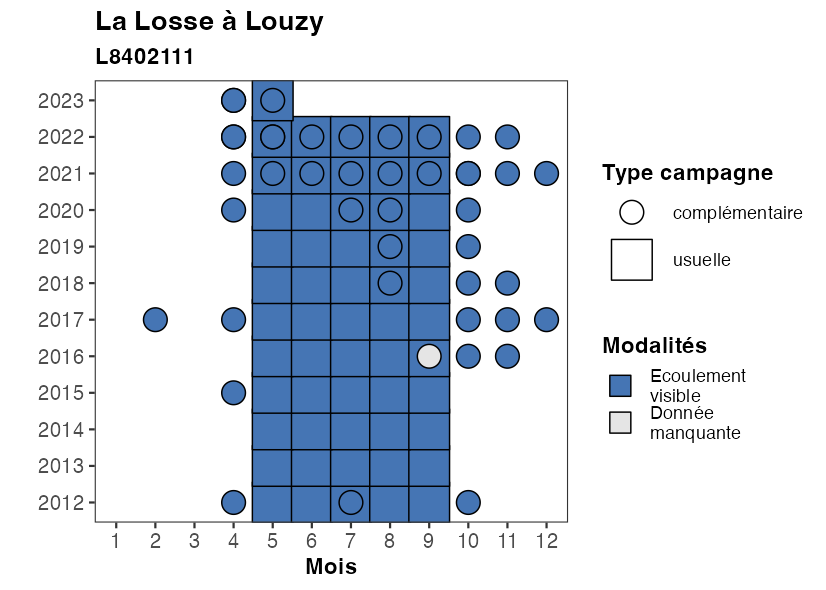 La Losse à Louzy
L8402111
2023
2022
2021
2020
2019
2018
2017
2016
2015
2014
2013
2012
1 2 3 4 5 6 7 8 9 10 11 12
Mois
Type campagne
complémentaire
usuelle
Modalités
Ecoulement
visible
Donnée
manquante